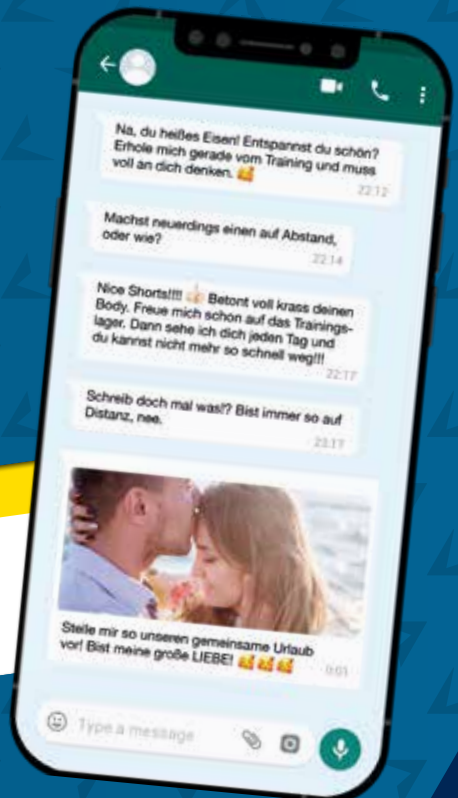 Na, du heißes Eisen! Entspannst du schön?
Erhole mich gerade vom Training und muss
voll an dich denken. 🥰
22:12
Machst neuerdings einen auf Abstand,
oder wie?
22:14
Nice Shorts!!!! 👍 Betont voll krass deinen
Body. Freue mich schon auf das Trainings-
lager. Dann sehe ich dich jeden Tag und
du kannst nicht mehr so schnell weg!!!
22:17
Schreib doch mal was!? Bist immer so auf
Distanz, nee.
Stelle mir so unseren gemeinsame Urlaub
vor! Bist meine große LIEBE! 🥰🥰🥰
0:01
Type a message